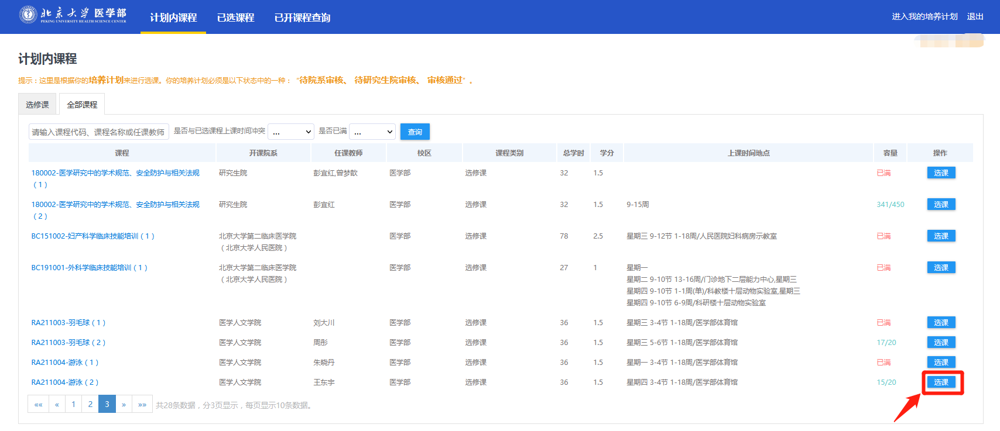 北京大学医学部
PEKING UNIVERSITY HEALTH SCIENCE CENTER
计划内课程 已选课程 已开课程查询
进入我的培养计划 退出
计划内课程
提示：这里是根据你的培养计划来进行选课。你的培养计划必须是以下状态中的一种：“待院系审核、 待研究生院审核、 审核通过”。
选修课 全部课程
请输入课程代码、课程名称或任课教师 是否与已选课程上课时间冲突 ... 是否已满 ... 查询
课程 开课院系 任课教师 校区 课程类别 总学时 学分 上课时间地点 容量 操作
180002-医学研究中的学术规范、安全防护与相关法规 研究生院 彭宜红,曾梦歆 医学部 选修课 32 1.5 已满 选课
（1）
180002-医学研究中的学术规范、安全防护与相关法规 研究生院 彭宜红 医学部 选修课 32 1.5 9-15周 341/450 选课
（2）
BC151002-妇产科学临床技能培训（1） 北京大学第二临床医学院 医学部 选修课 78 2.5 星期三 9-12节 1-18周/人民医院妇科病房示教室 已满 选课
（北京大学人民医院）
BC191001-外科学临床技能培训（1） 北京大学第二临床医学院 医学部 选修课 27 1 星期一 已满 选课
（北京大学人民医院） 星期二 9-10节 13-16周/门诊地下二层能力中心,星期三
星期四 9-10节 1-1周(单)/科教楼十层动物实验室,星期三
星期四 9-10节 6-9周/科研楼十层动物实验室
RA211003-羽毛球（1） 医学人文学院 刘大川 医学部 选修课 36 1.5 星期三 3-4节 1-18周/医学部体育馆 已满 选课
RA211003-羽毛球（2） 医学人文学院 周彤 医学部 选修课 36 1.5 星期三 5-6节 1-18周/医学部体育馆 17/20 选课
RA211004-游泳（1） 医学人文学院 朱晓丹 医学部 选修课 36 1.5 星期一 3-4节 1-18周/医学部体育馆 已满 选课
RA211004-游泳（2） 医学人文学院 王东宇 医学部 选修课 36 1.5 星期四 3-4节 1-18周/医学部体育馆 15/20 选课
«« « 1 2 3 » »» 共28条数据，分3页显示，每页显示10条数据。